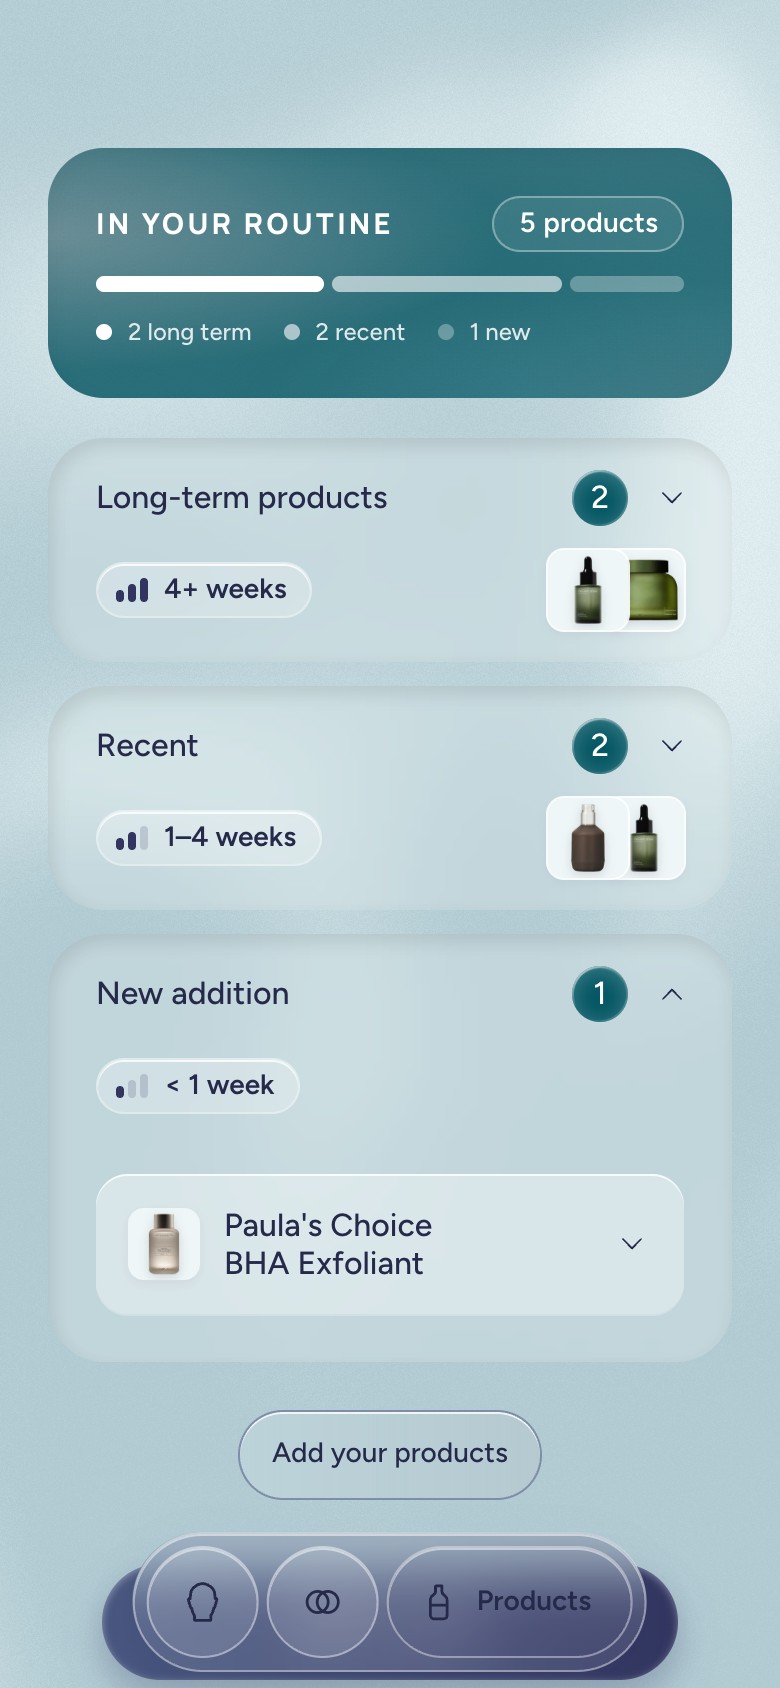 IN YOUR ROUTINE
5 products
2 long term
2 recent
1 new
Long-term products
2
4+ weeks
Recent
2
1–4 weeks
New addition
1
< 1 week
Paula's Choice
BHA Exfoliant
Add your products
Products